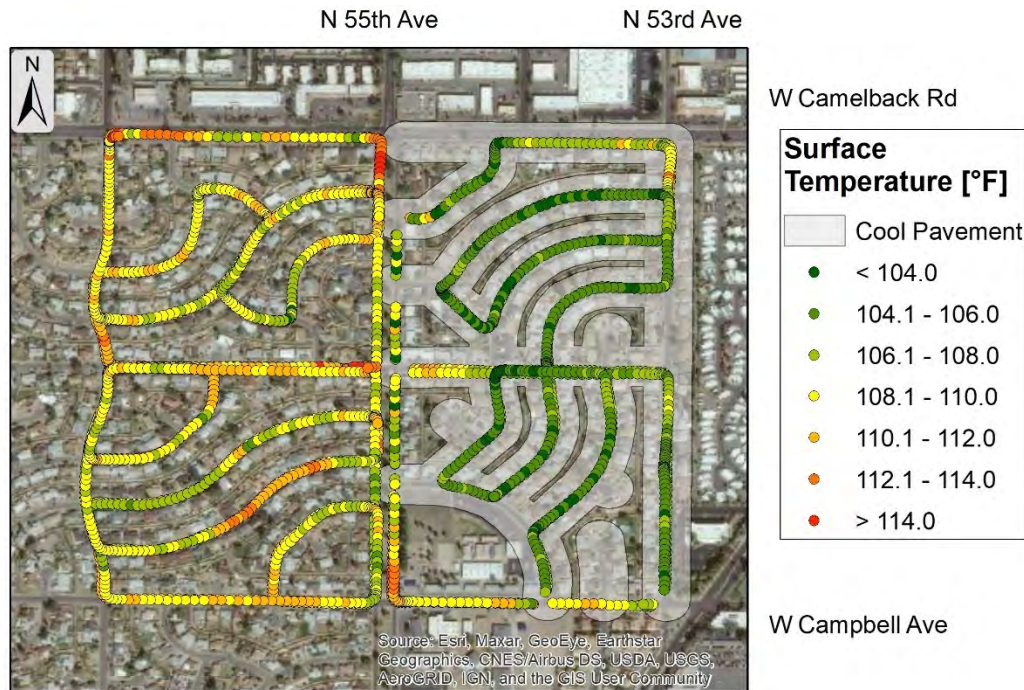 N 55th Ave
N 53rd Ave
N
W Camelback Rd
Surface
Temperature [°F]
Cool Pavement
< 104.0
104.1 - 106.0
106.1 - 108.0
108.1 - 110.0
110.1 - 112.0
112.1 - 114.0
> 114.0
W Campbell Ave
Source: Esri, Maxar, GeoEye, Earthstar
Geographics, CNES/Airbus DS, USDA, USGS,
AeroGRID, IGN, and the GIS User Community